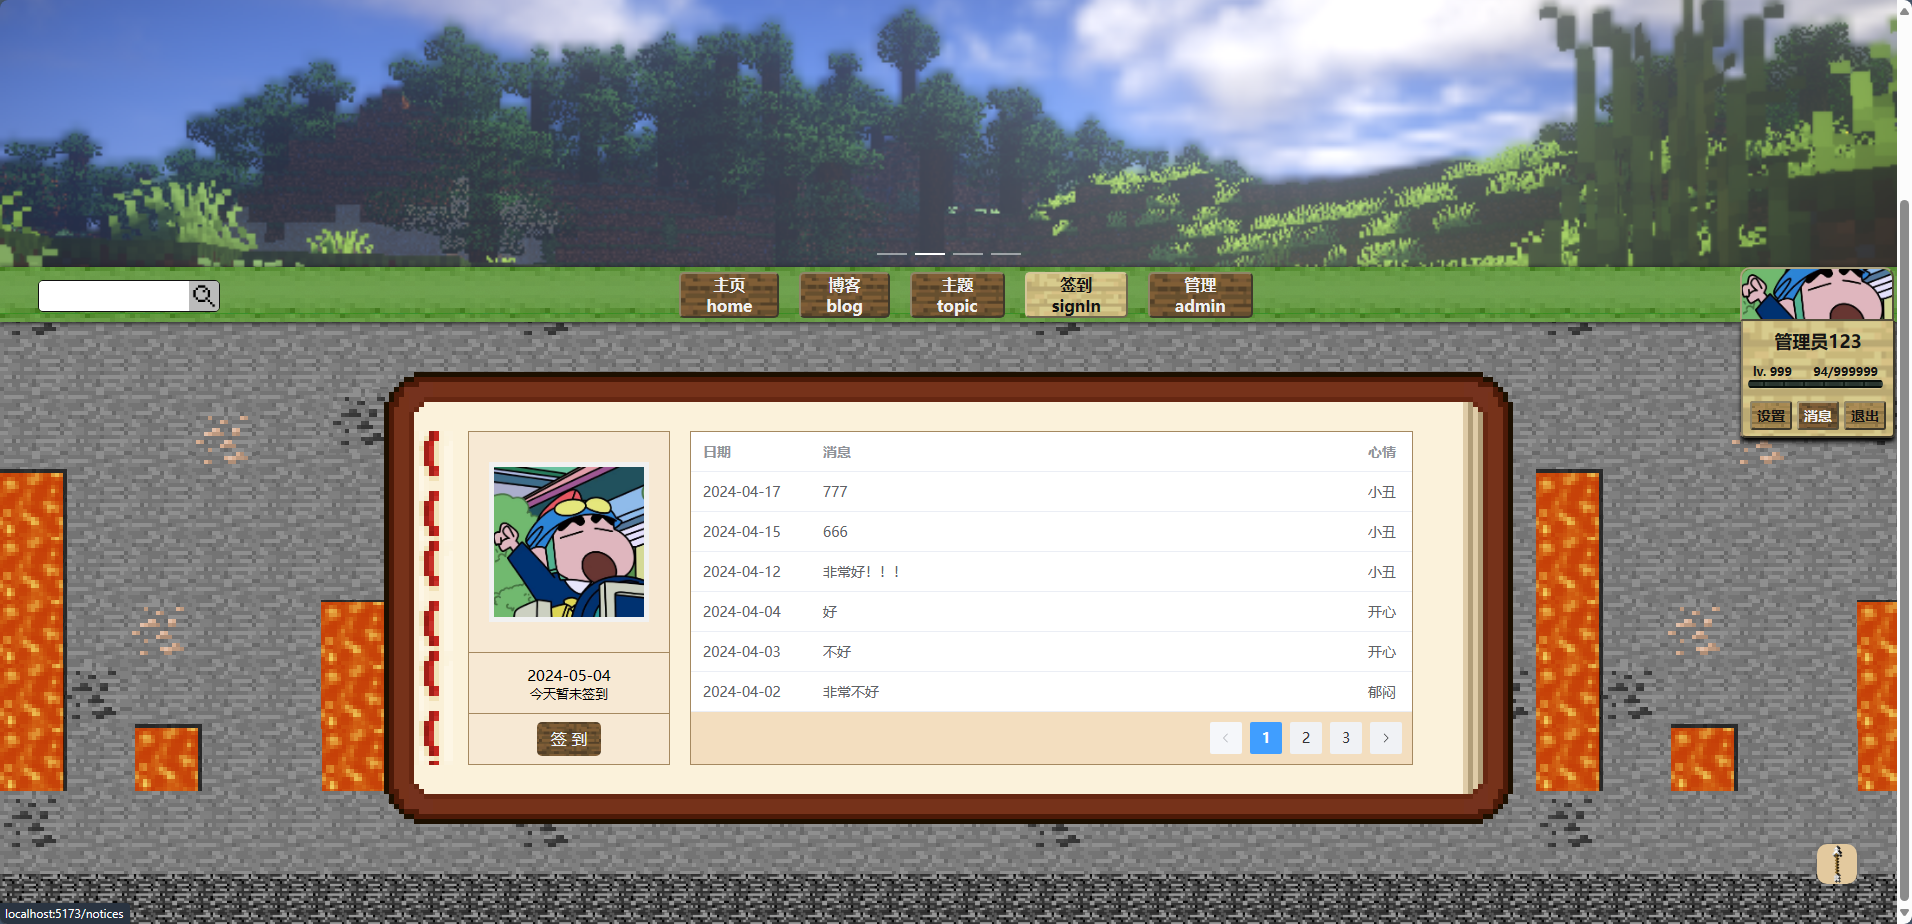 主页
home
博客
blog
主题
topic
签到
signIn
管理
admin
管理员123
lv. 999 94/999999
设置 消息 退出
2024-05-04
今天暂未签到
签 到
日期 消息 心情
2024-04-17 777 小丑
2024-04-15 666 小丑
2024-04-12 非常好！！！ 小丑
2024-04-04 好 开心
2024-04-03 不好 开心
2024-04-02 非常不好 郁闷
1 2 3
localhost:5173/notices